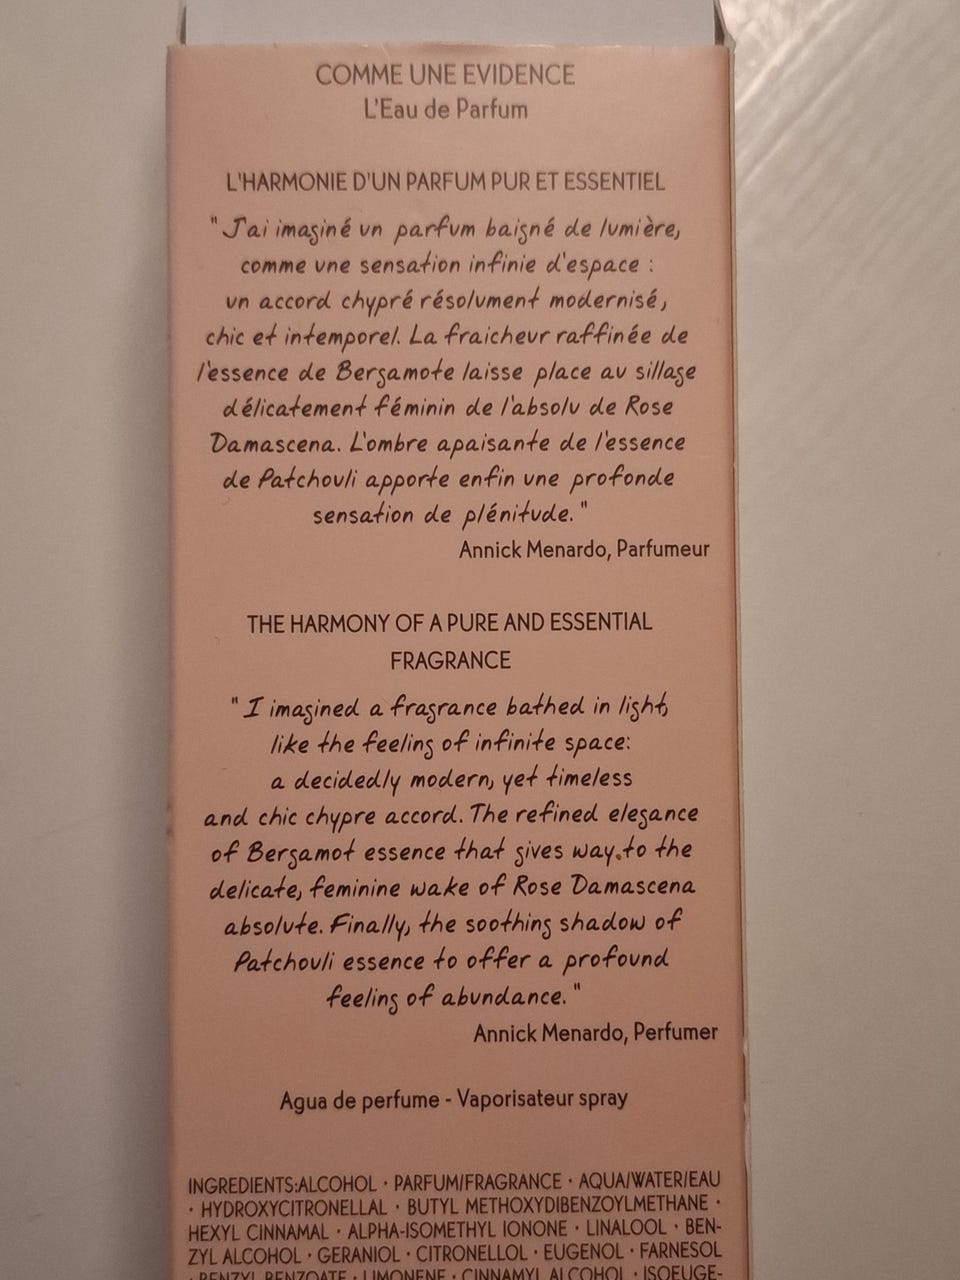 COMME UNE EVIDENCE
L'Eau de Parfum
L'HARMONIE D'UN PARFUM PUR ET ESSENTIEL
"J'ai imaginé un parfum baigné de lumière,
comme une sensation infinie d'espace :
un accord chypré résolument modernisé,
chic et intemporel. La fraicheur raffinée de
l'essence de Bergamote laisse place au sillage
délicatement féminin de l'absolu de Rose
Damascena. L'ombre apaisante de l'essence
de Patchouli apporte enfin une profonde
sensation de plénitude."
Annick Menardo, Parfumeur
THE HARMONY OF A PURE AND ESSENTIAL
FRAGRANCE
"I imagined a fragrance bathed in light,
like the feeling of infinite space:
a decidedly modern, yet timeless
and chic chypre accord. The refined elegance
of Bergamot essence that gives way to the
delicate, feminine wake of Rose Damascena
absolute. Finally, the soothing shadow of
Patchouli essence to offer a profound
feeling of abundance."
Annick Menardo, Perfumer
Agua de perfume - Vaporisateur spray
INGREDIENTS:ALCOHOL · PARFUM/FRAGRANCE · AQUA/WATER/EAU
· HYDROXYCITRONELLAL · BUTYL METHOXYDIBENZOYLMETHANE ·
HEXYL CINNAMAL · ALPHA-ISOMETHYL IONONE · LINALOOL · BEN-
ZYL ALCOHOL · GERANIOL · CITRONELLOL · EUGENOL · FARNESOL
· BENZYL BENZOATE · LIMONENE · CINNAMYL ALCOHOL · ISOEUGE-